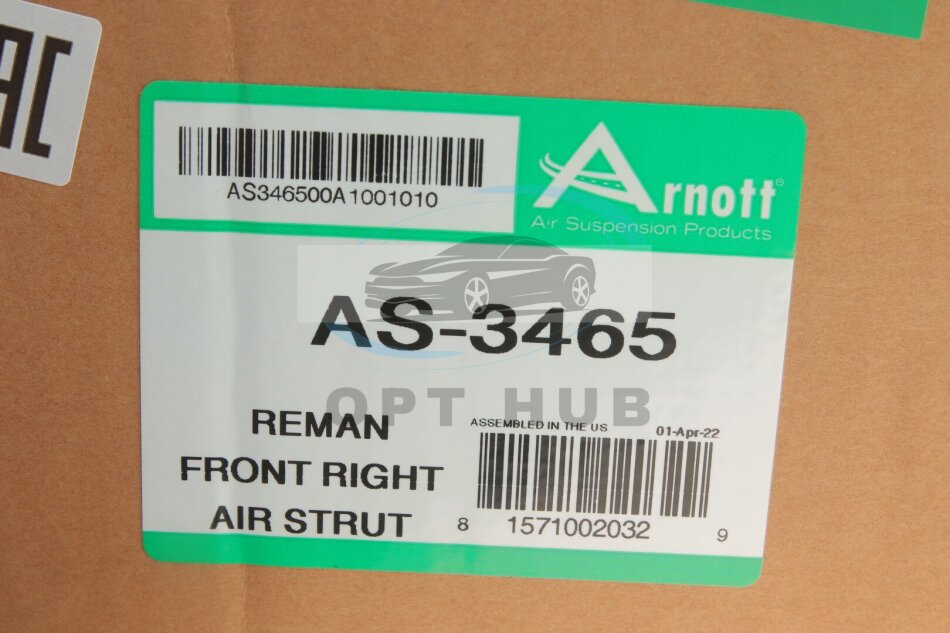 EAC
Arnott®
Air Suspension Products
AS346500A1001010
AS-3465
OPT HUB
REMAN
FRONT RIGHT
AIR STRUT
ASSEMBLED IN THE US 01-Apr-22
8 1571002032 9